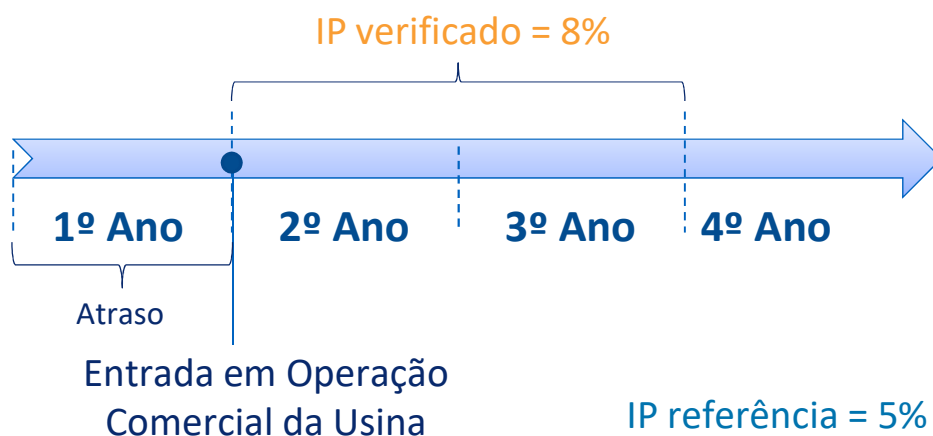 IP verificado = 8%
1º Ano
2º Ano
3º Ano
4º Ano
Atraso
Entrada em Operação
Comercial da Usina
IP referência = 5%